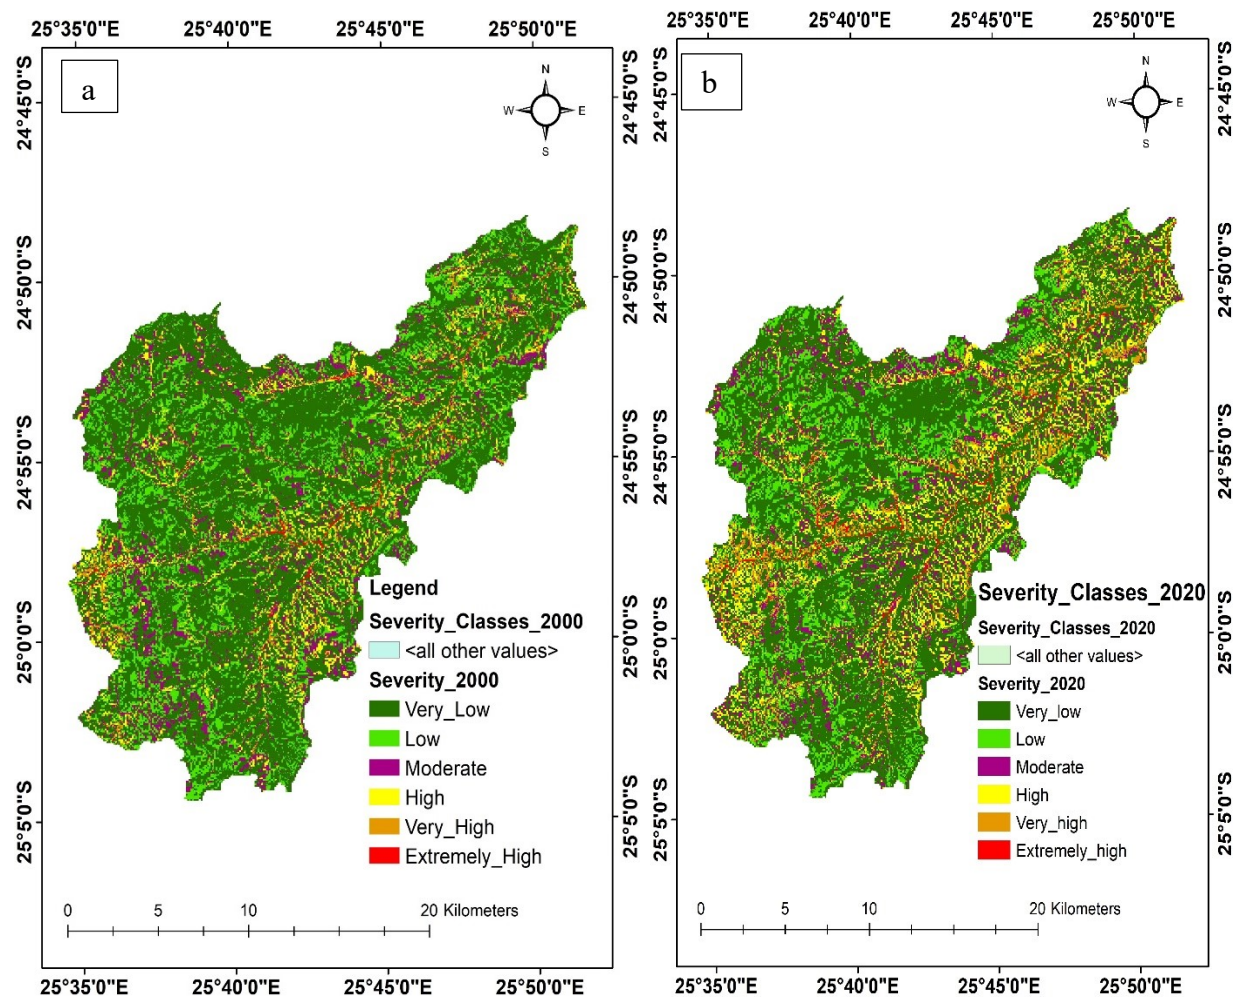 25°35'0"E 25°40'0"E 25°45'0"E 25°50'0"E
a
N
W E
S
24°45'0"S
24°50'0"S
24°55'0"S
25°0'0"S
25°5'0"S
24°45'0"S
24°50'0"S
24°55'0"S
25°0'0"S
25°5'0"S
Legend
Severity_Classes_2000
<all other values>
Severity_2000
Very_Low
Low
Moderate
High
Very_High
Extremely_High
0 5 10 20 Kilometers
25°35'0"E 25°40'0"E 25°45'0"E 25°50'0"E
25°35'0"E 25°40'0"E 25°45'0"E 25°50'0"E
b
N
W E
S
24°45'0"S
24°50'0"S
24°55'0"S
25°0'0"S
25°5'0"S
24°45'0"S
24°50'0"S
24°55'0"S
25°0'0"S
25°5'0"S
Severity_Classes_2020
Severity_Classes_2020
<all other values>
Severity_2020
Very_low
Low
Moderate
High
Very_high
Extremely_high
0 5 10 20 Kilometers
25°35'0"E 25°40'0"E 25°45'0"E 25°50'0"E